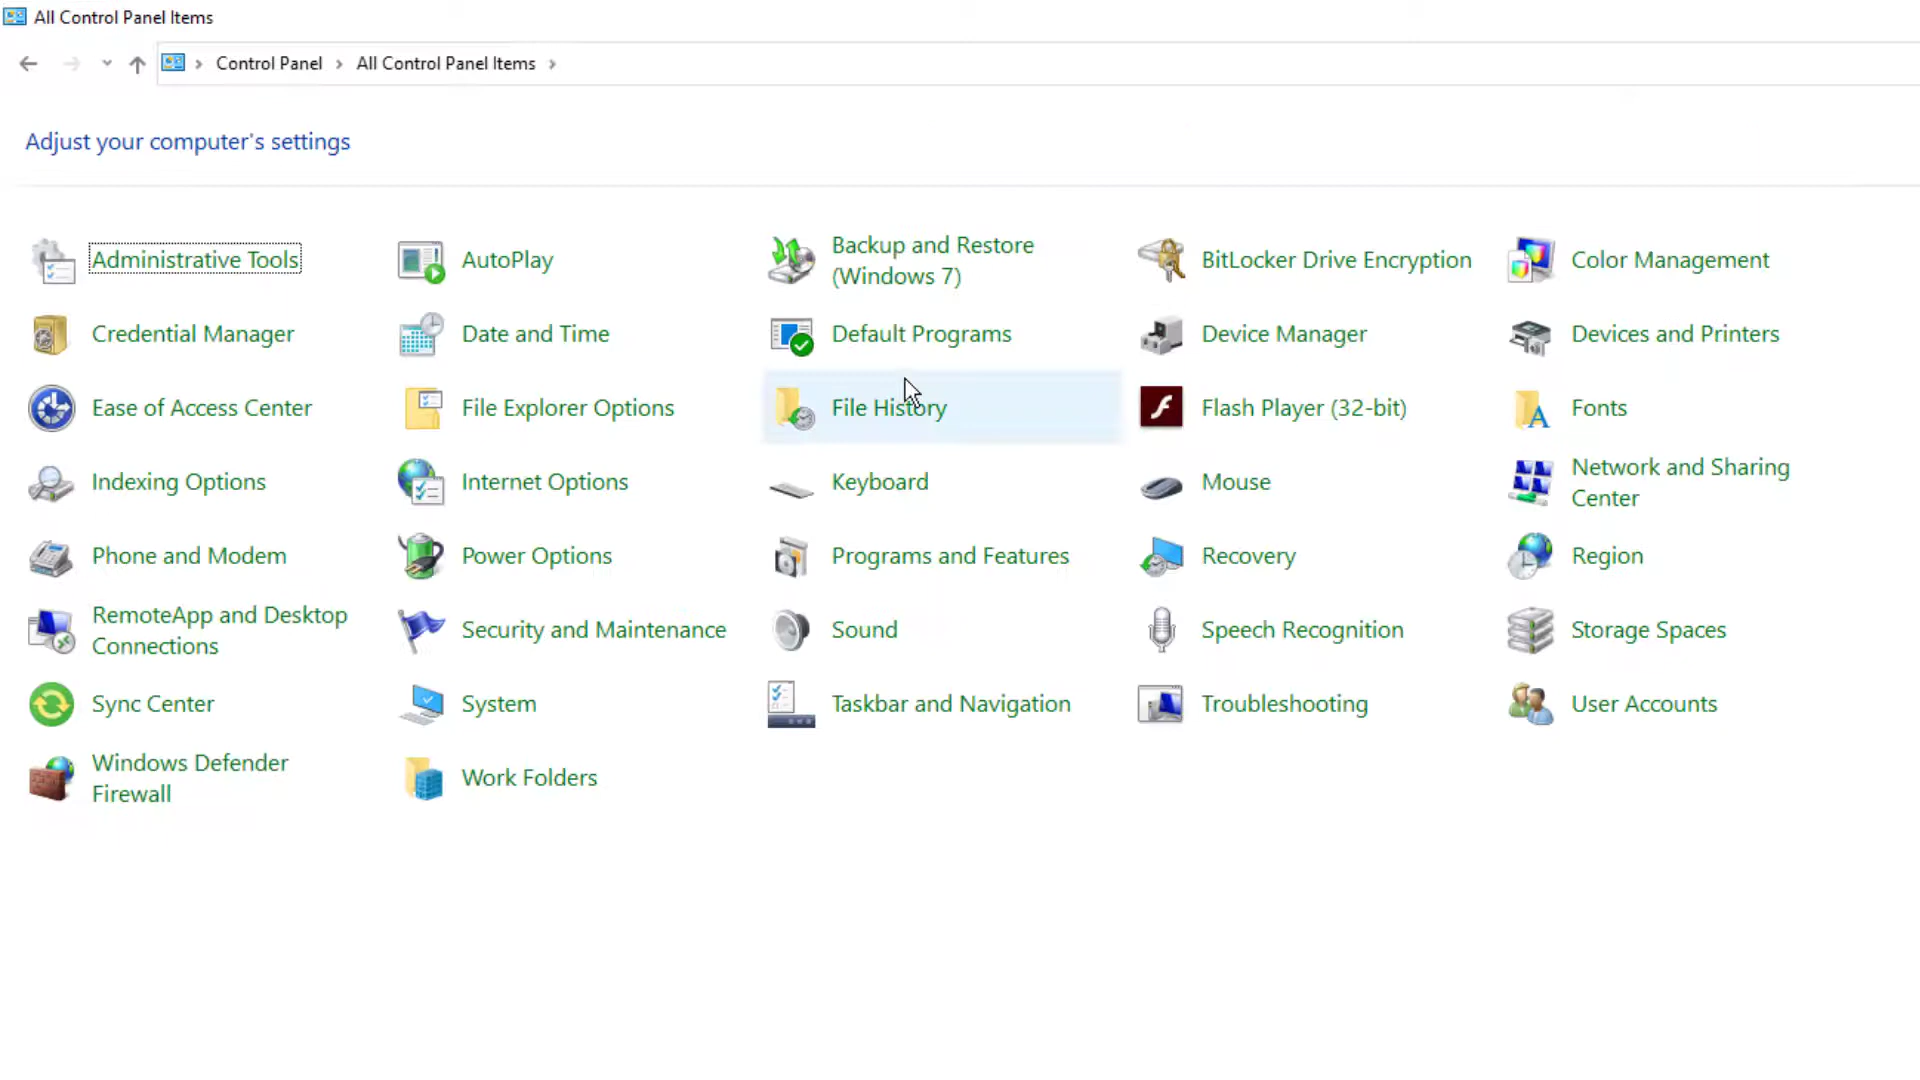 All Control Panel Items
Control Panel
All Control Panel Items
Adjust your computer's settings
Administrative Tools
AutoPlay
Backup and Restore
(Windows 7)
BitLocker Drive Encryption
Color Management
Credential Manager
Date and Time
Default Programs
Device Manager
Devices and Printers
Ease of Access Center
File Explorer Options
File History
Flash Player (32-bit)
Fonts
Indexing Options
Internet Options
Keyboard
Mouse
Network and Sharing
Center
Phone and Modem
Power Options
Programs and Features
Recovery
Region
RemoteApp and Desktop
Connections
Security and Maintenance
Sound
Speech Recognition
Storage Spaces
Sync Center
System
Taskbar and Navigation
Troubleshooting
User Accounts
Windows Defender
Firewall
Work Folders